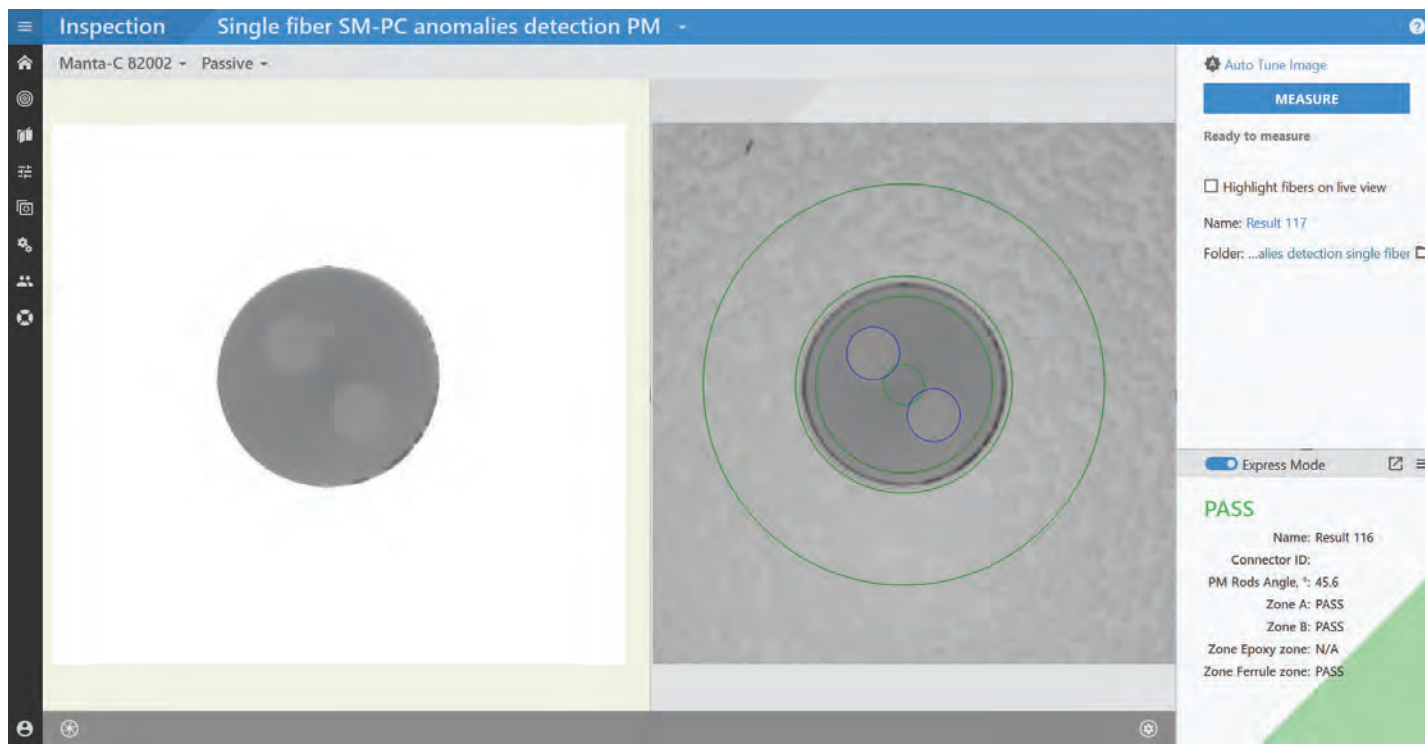 Inspection Single fiber SM-PC anomalies detection PM
Manta-C 82002 Passive
Auto Tune Image
MEASURE
Ready to measure
Highlight fibers on live view
Name: Result 117
Folder: ...alies detection single fiber
Express Mode
PASS
Name: Result 116
Connector ID:
PM Rods Angle, °: 45.6
Zone A: PASS
Zone B: PASS
Zone Epoxy zone: N/A
Zone Ferrule zone: PASS